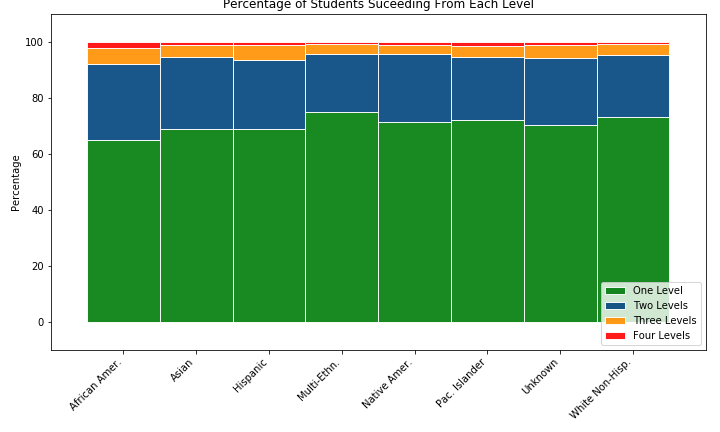 Percentage of Students Suceeding From Each Level
100
80
60
40
20
0
Percentage
One Level
Two Levels
Three Levels
Four Levels
African Amer.
Asian
Hispanic
Multi-Ethn.
Native Amer.
Pac. Islander
Unknown
White Non-Hisp.